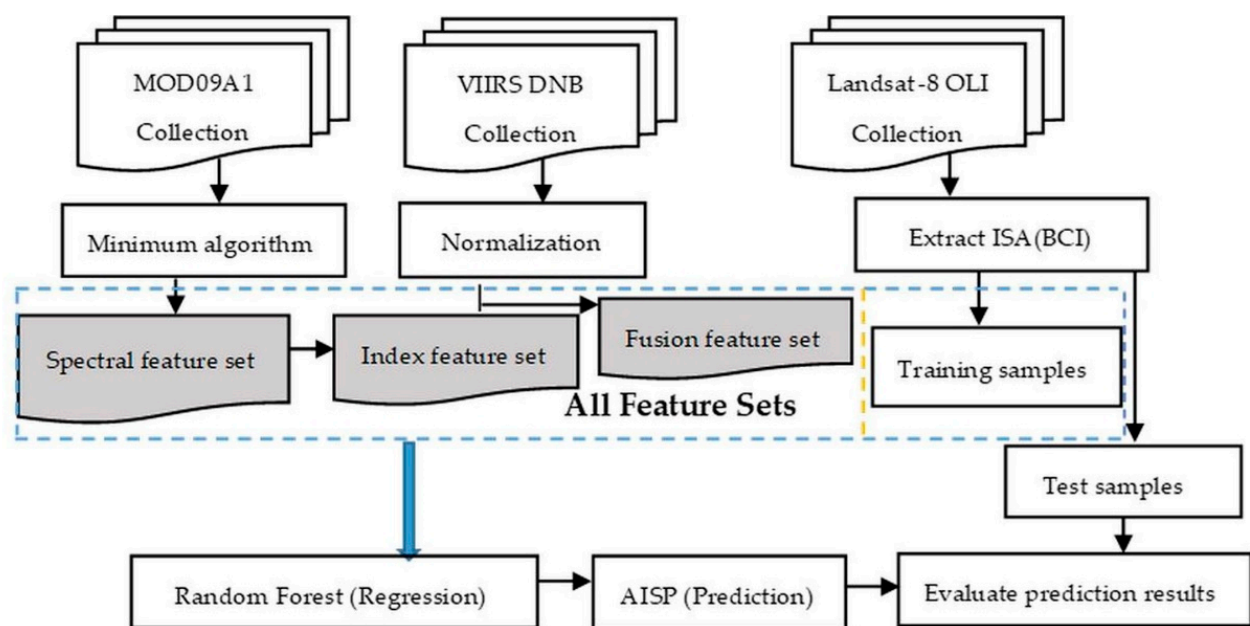 MOD09A1
Collection
VIIRS DNB
Collection
Landsat-8 OLI
Collection
Minimum algorithm
Normalization
Extract ISA(BCI)
Spectral feature set
Index feature set
Fusion feature set
Training samples
All Feature Sets
Test samples
Random Forest (Regression)
AISP (Prediction)
Evaluate prediction results